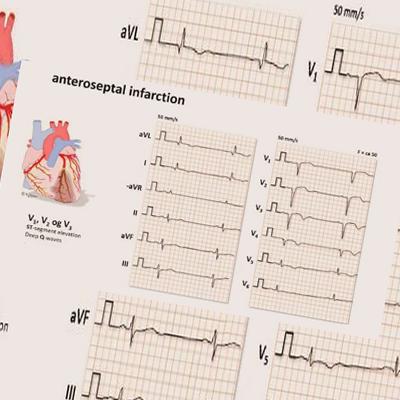 aVL
50 mm/s
V1
anteroseptal infarction
50 mm/s
aVL
I
-aVR
II
aVF
III
50 mm/s
V1
V2
V3
V4
V5
V6
V1, V2 og V3
ST-segment elevation
Deep Q-waves
aVF
III
V5